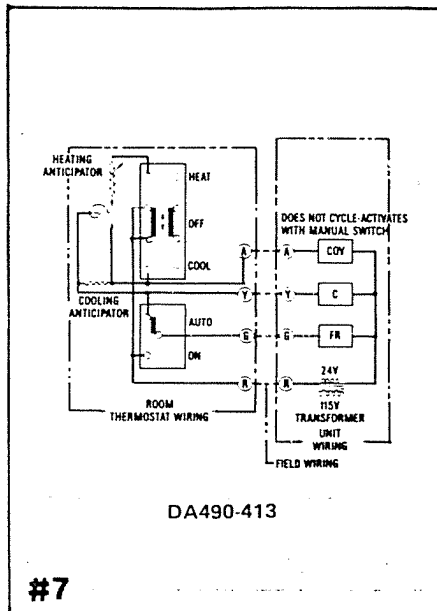 HEATING
ANTICIPATOR
HEAT
OFF
COOL
COOLING
ANTICIPATOR
AUTO
ON
ROOM
THERMOSTAT WIRING
DOES NOT CYCLE-ACTIVATES
WITH MANUAL SWITCH
A A COV
Y Y C
G G FR
R R
24V
115V
TRANSFORMER
UNIT
WIRING
FIELD WIRING
DA490-413
#7